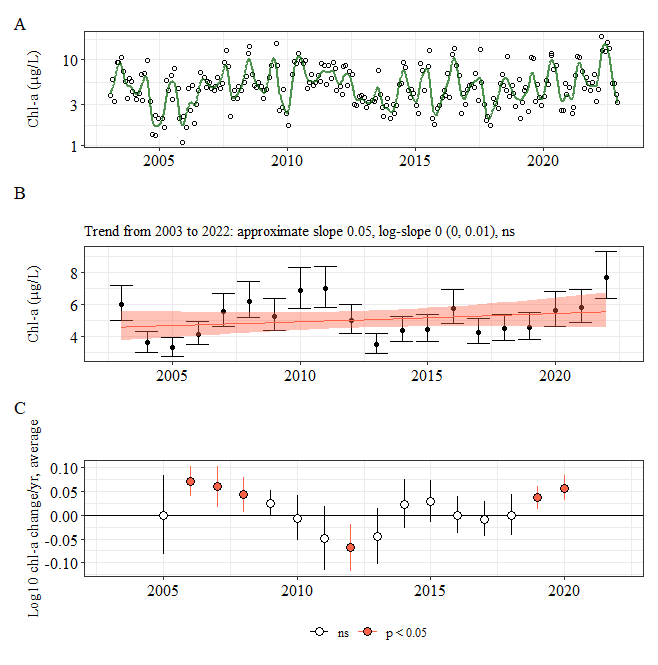 A
Chl-a (μg/L)
10
3
1
2005 2010 2015 2020
B
Trend from 2003 to 2022: approximate slope 0.05, log-slope 0 (0, 0.01), ns
Chl-a (μg/L)
8
6
4
2005 2010 2015 2020
C
Log10 chl-a change/yr, average
0.10
0.05
0.00
-0.05
-0.10
2005 2010 2015 2020
ns p < 0.05